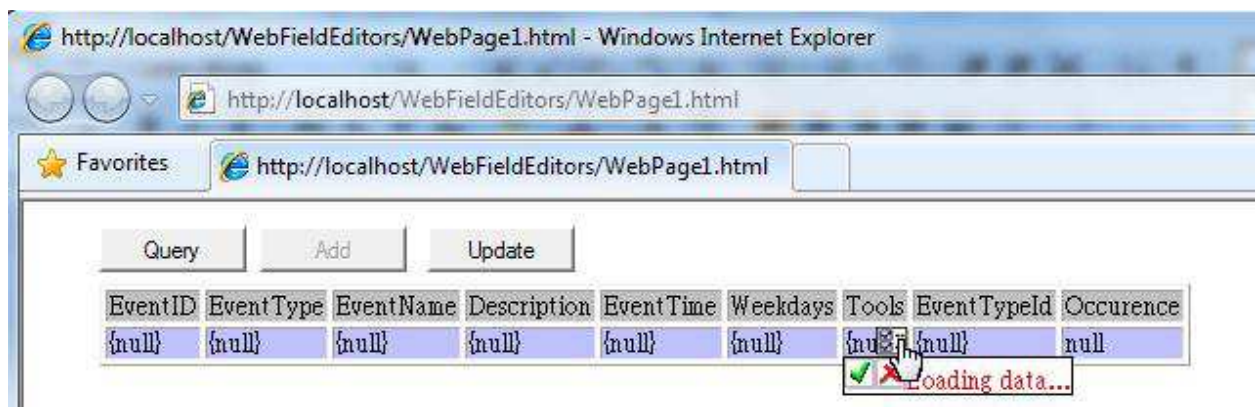 http://localhost/WebFieldEditors/WebPage1.html - Windows Internet Explorer
http://localhost/WebFieldEditors/WebPage1.html
Favorites http://localhost/WebFieldEditors/WebPage1.html
Query Add Update
EventID EventType EventName Description EventTime Weekdays Tools EventTypeId Occurence
{null} {null} {null} {null} {null} {null} {nu {null} null
Loading data...